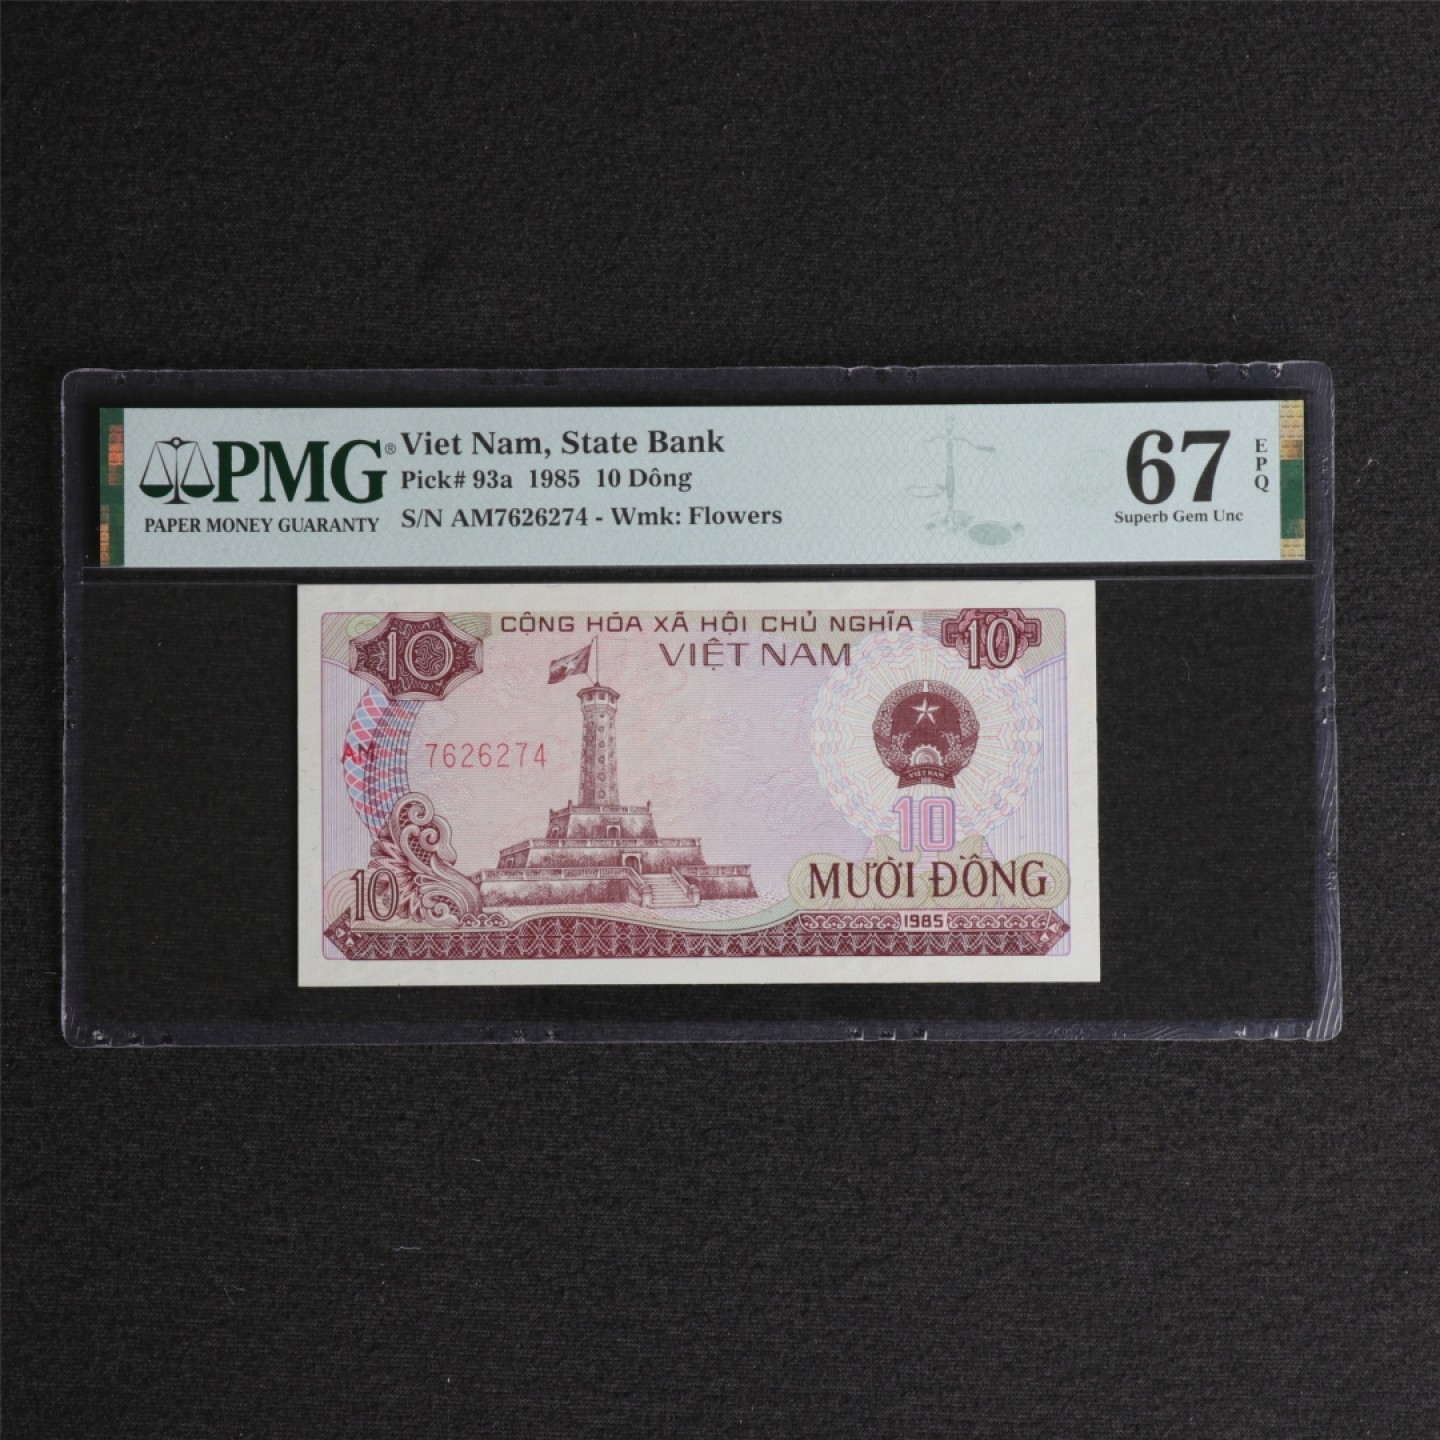 PMG®
PAPER MONEY GUARANTY
Viet Nam, State Bank
Pick# 93a 1985 10 Dông
S/N AM7626274 - Wmk: Flowers
67
EPQ
Superb Gem Unc
10
CỘNG HÒA XÃ HỘI CHỦ NGHĨA
VIỆT NAM
10
AM 7626274
VIỆT NAM
10
10
MƯỜI ĐỒNG
1985